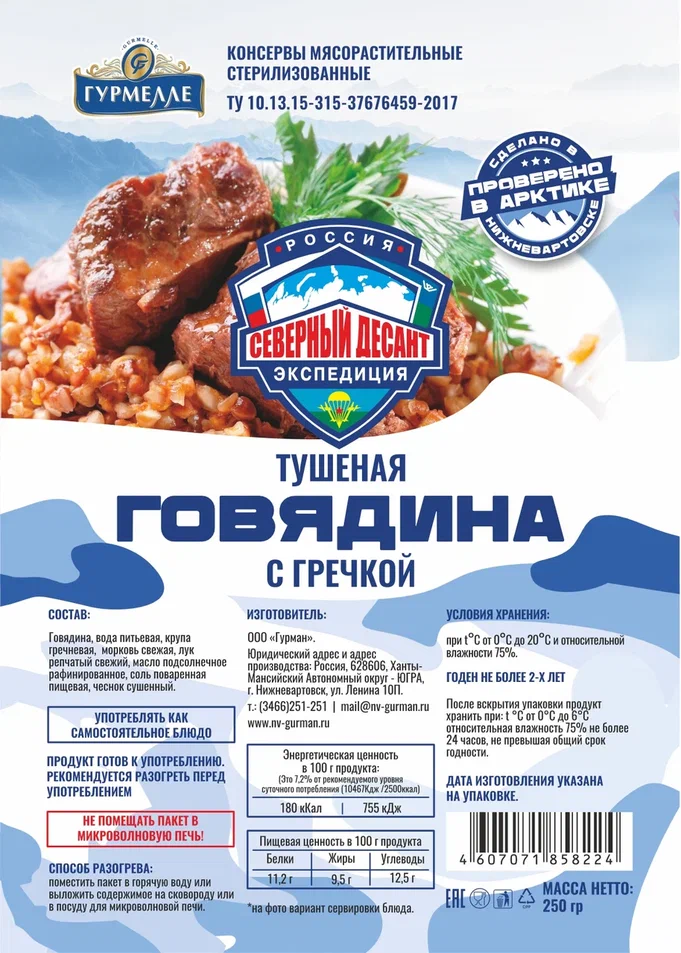 GURMELLE
ГУРМЕЛЛЕ
КОНСЕРВЫ МЯСОРАСТИТЕЛЬНЫЕ
СТЕРИЛИЗОВАННЫЕ
ТУ 10.13.15-315-37676459-2017
СДЕЛАНО В
ПРОВЕРЕНО
В АРКТИКЕ
НИЖНЕВАРТОВСКЕ
РОССИЯ
СЕВЕРНЫЙ ДЕСАНТ
ЭКСПЕДИЦИЯ
ТУШЕНАЯ
ГОВЯДИНА
С ГРЕЧКОЙ
СОСТАВ:
Говядина, вода питьевая, крупа
гречневая, морковь свежая, лук
репчатый свежий, масло подсолнечное
рафинированное, соль поваренная
пищевая, чеснок сушенный.
УПОТРЕБЛЯТЬ КАК
САМОСТОЯТЕЛЬНОЕ БЛЮДО
ПРОДУКТ ГОТОВ К УПОТРЕБЛЕНИЮ.
РЕКОМЕНДУЕТСЯ РАЗОГРЕТЬ ПЕРЕД
УПОТРЕБЛЕНИЕМ
НЕ ПОМЕЩАТЬ ПАКЕТ В
МИКРОВОЛНОВУЮ ПЕЧЬ!
СПОСОБ РАЗОГРЕВА:
поместить пакет в горячую воду или
выложить содержимое на сковороду или
в посуду для микроволновой печи.
ИЗГОТОВИТЕЛЬ:
ООО «Гурман».
Юридический адрес и адрес
производства: Россия, 628606, Ханты-
Мансийский Автономный округ - ЮГРА,
г. Нижневартовск, ул. Ленина 10П.
т.: (3466)251-251 | mail@nv-gurman.ru
www.nv-gurman.ru
Энергетическая ценность
в 100 г продукта:
(Это 7,2% от рекомендуемого уровня
суточного потребления (10467Кдж /2500ккал)
180 кКал | 755 кДж
Пищевая ценность в 100 г продукта
Белки Жиры Углеводы
11,2 г 9,5 г 12,5 г
*на фото вариант сервировки блюда.
УСЛОВИЯ ХРАНЕНИЯ:
при t°С от 0°С до 20°С и относительной
влажности 75%.
ГОДЕН НЕ БОЛЕЕ 2-Х ЛЕТ
После вскрытия упаковки продукт
хранить при: t °С от 0°С до 6°С
относительная влажность 75% не более
24 часов, не превышая общий срок
годности.
ДАТА ИЗГОТОВЛЕНИЯ УКАЗАНА
НА УПАКОВКЕ.
4 607071 858224
EAC
МАССА НЕТТО:
250 гр